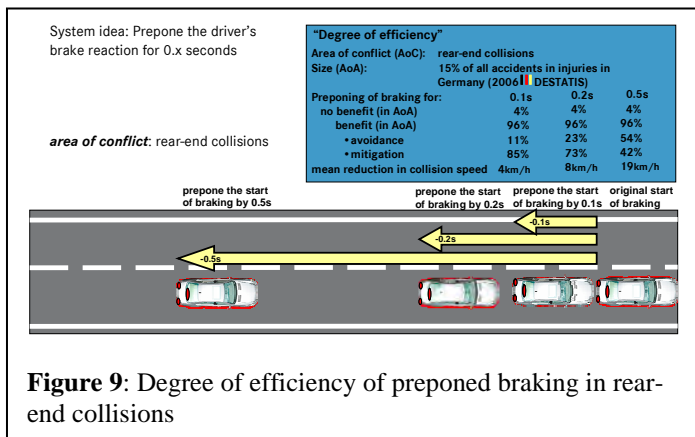 System idea: Prepone the driver's
brake reaction for 0.x seconds
area of conflict: rear-end collisions
"Degree of efficiency"
Area of conflict (AoC): rear-end collisions
Size (AoA): 15% of all accidents in injuries in
Germany (2006 DESTATIS)
Preponing of braking for: 0.1s 0.2s 0.5s
no benefit (in AoA) 4% 4% 4%
benefit (in AoA) 96% 96% 96%
• avoidance 11% 23% 54%
• mitigation 85% 73% 42%
mean reduction in collision speed 4km/h 8km/h 19km/h
prepone the start prepone the start prepone the start original start
of braking by 0.5s of braking by 0.2s of braking by 0.1s of braking
-0.1s
-0.2s
-0.5s
Figure 9: Degree of efficiency of preponed braking in rear-
end collisions